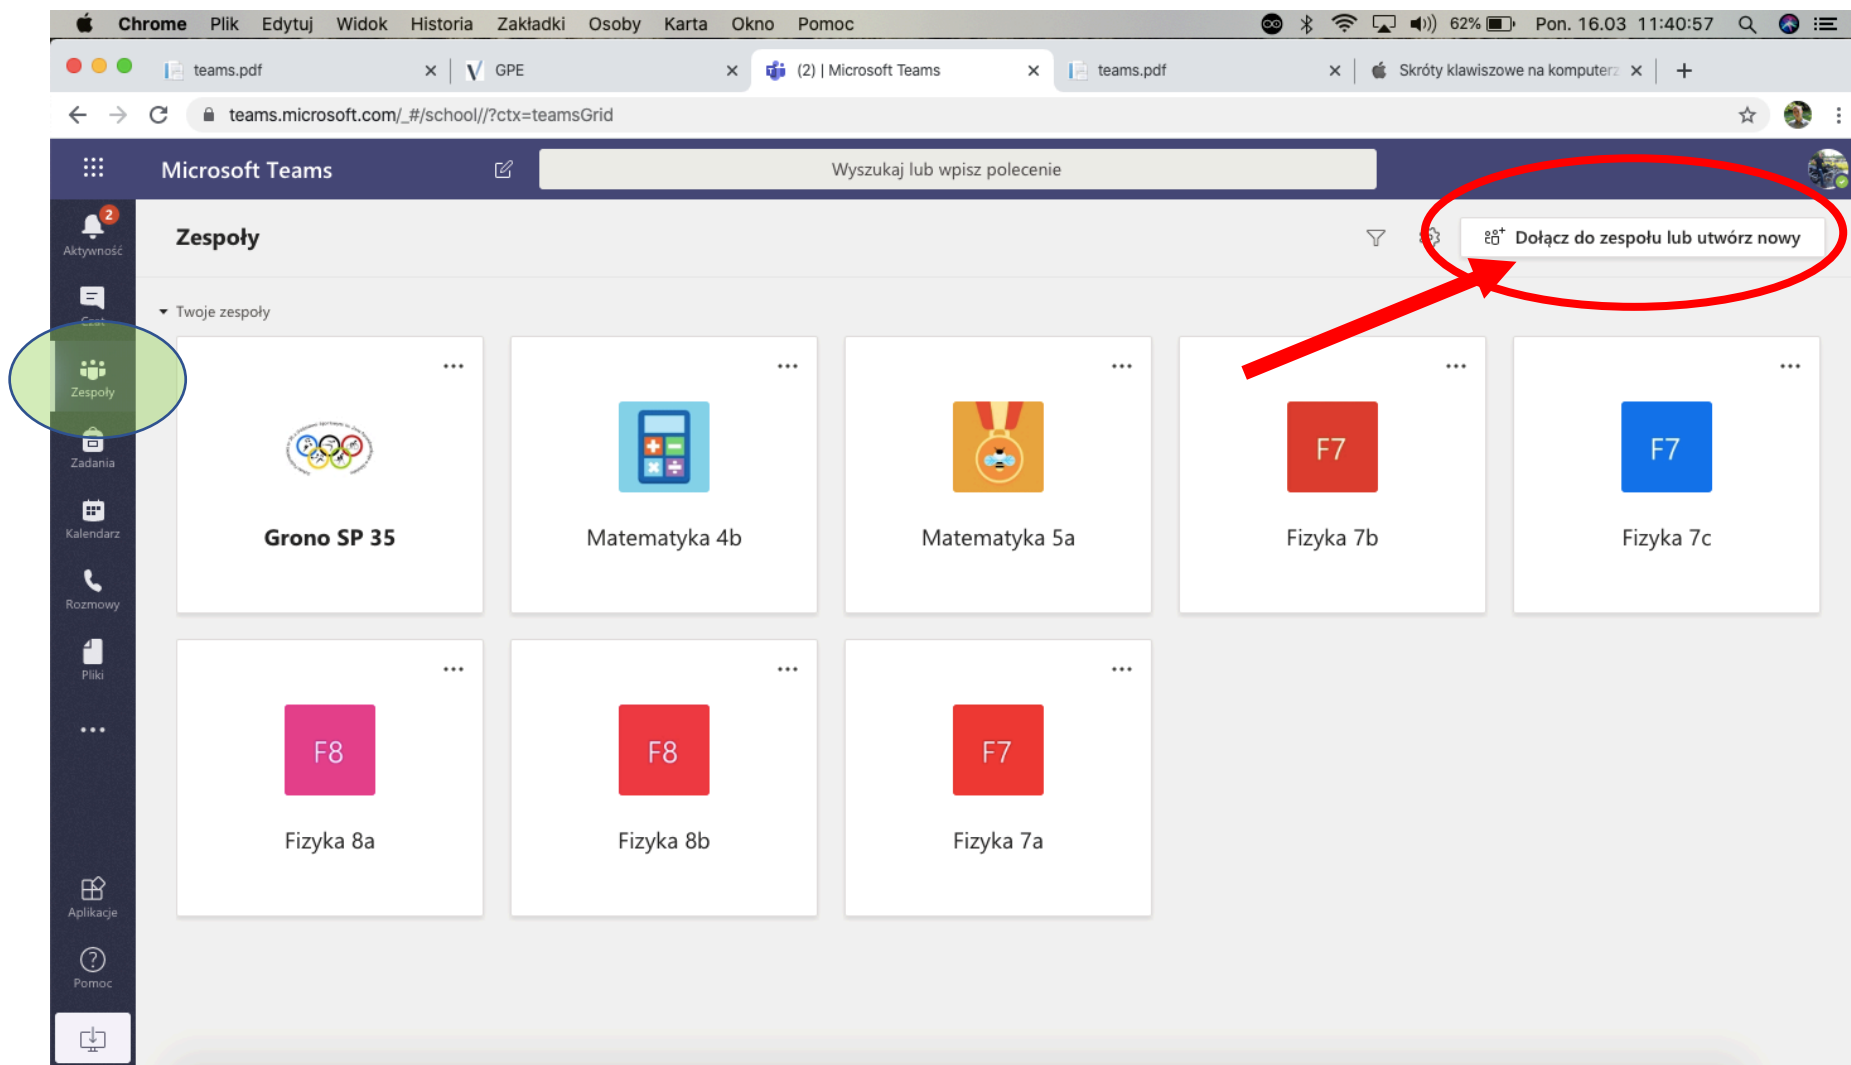 Chrome Plik Edytuj Widok Historia Zakładki Osoby Karta Okno Pomoc 62% Pon. 16.03 11:40:57
teams.pdf GPE (2) | Microsoft Teams teams.pdf Skróty klawiszowe na komputerz
teams.microsoft.com/_#/school//?ctx=teamsGrid
Microsoft Teams Wyszukaj lub wpisz polecenie
2
Aktywność
Czat
Zespoły
Zadania
Kalendarz
Rozmowy
Pliki
Aplikacje
Pomoc
Zespoły Dołącz do zespołu lub utwórz nowy
Twoje zespoły
F7 F7
Grono SP 35 Matematyka 4b Matematyka 5a Fizyka 7b Fizyka 7c
F8 F8 F7
Fizyka 8a Fizyka 8b Fizyka 7a